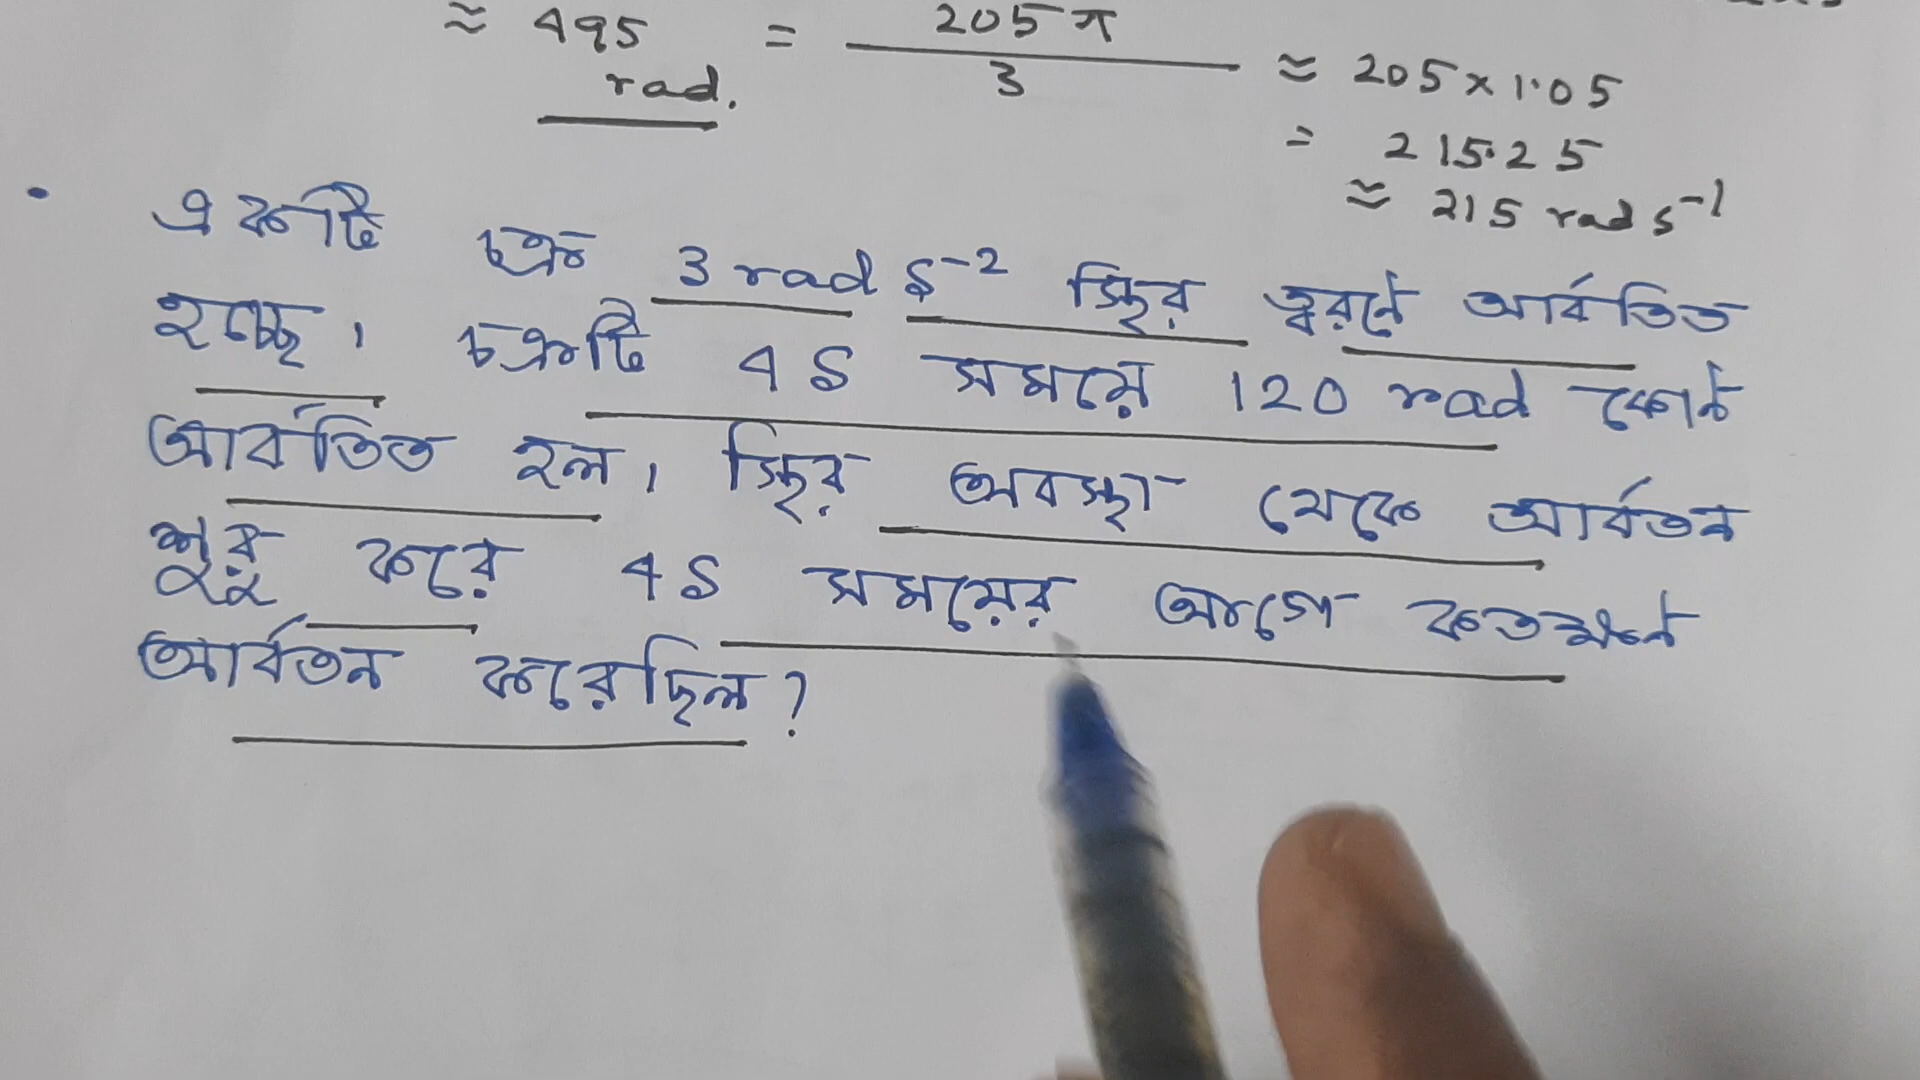 ≈ 495 rad. = 205 π / 3 ≈ 205 x 1.05
= 215.25
≈ 215 rad s⁻¹
• একটি চক্র 3 rad s⁻² স্থির ত্বরণে আবর্তিত
হচ্ছে। চক্রটি 4 s সময়ে 120 rad কোণ
আবর্তিত হল। স্থির অবস্থা থেকে আবর্তন
শুরু করে 4 s সময়ের আগে কতক্ষণ
আবর্তন করেছিল?